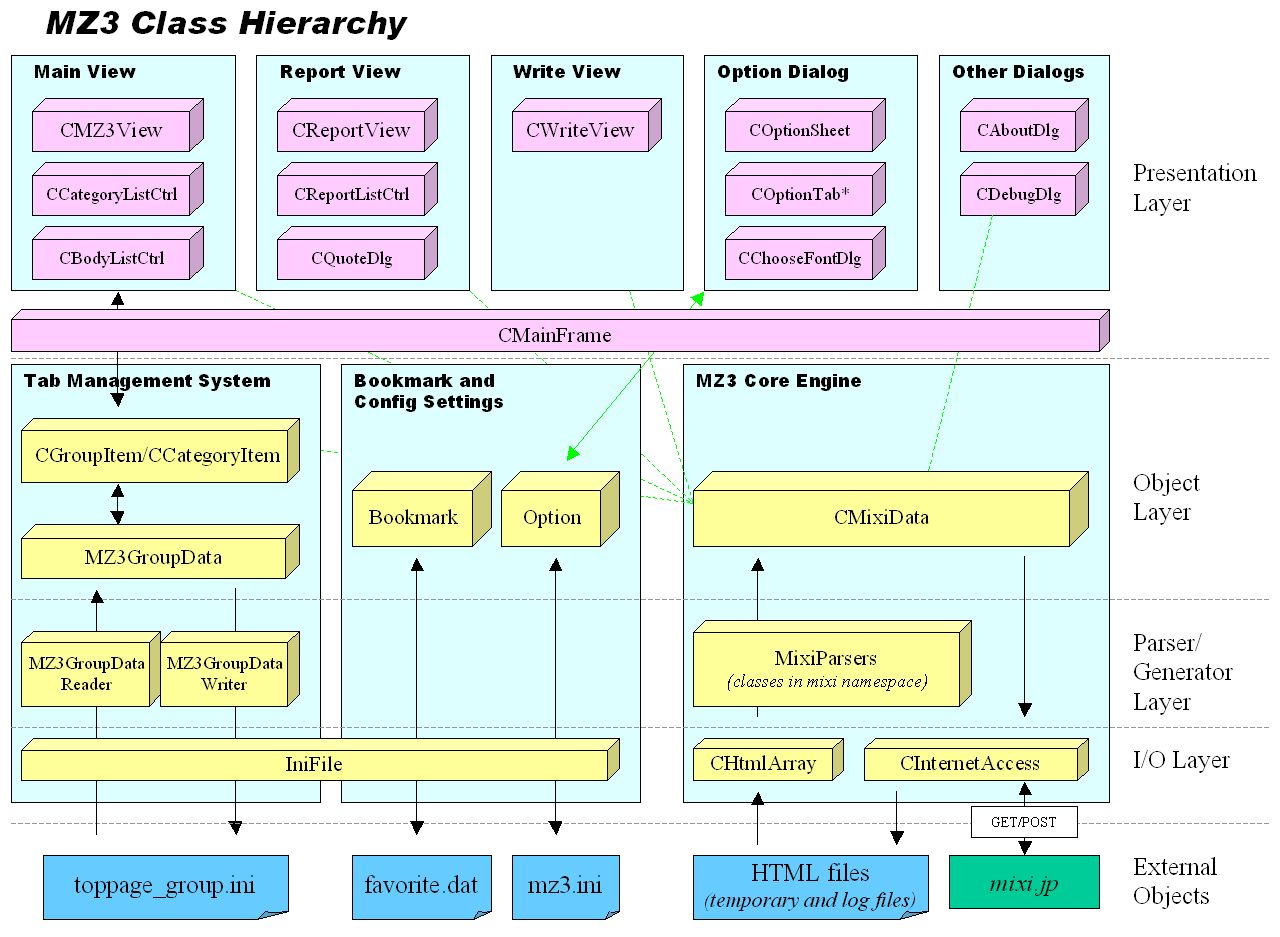 MZ3 Class Hierarchy
Main View
CMZ3View
CCategoryListCtrl
CBodyListCtrl
Report View
CReportView
CReportListCtrl
CQuoteDlg
Write View
CWriteView
Option Dialog
COptionSheet
COptionTab*
CChooseFontDlg
Other Dialogs
CAboutDlg
CDebugDlg
Presentation
Layer
CMainFrame
Tab Management System
CGroupItem/CCategoryItem
MZ3GroupData
Bookmark and
Config Settings
Bookmark
Option
MZ3 Core Engine
CMixiData
Object
Layer
MZ3GroupData
Reader
MZ3GroupData
Writer
MixiParsers
(classes in mixi namespace)
Parser/
Generator
Layer
IniFile
CHtmlArray
CInternetAccess
I/O Layer
GET/POST
toppage_group.ini
favorite.dat
mz3.ini
HTML files
(temporary and log files)
mixi.jp
External
Objects